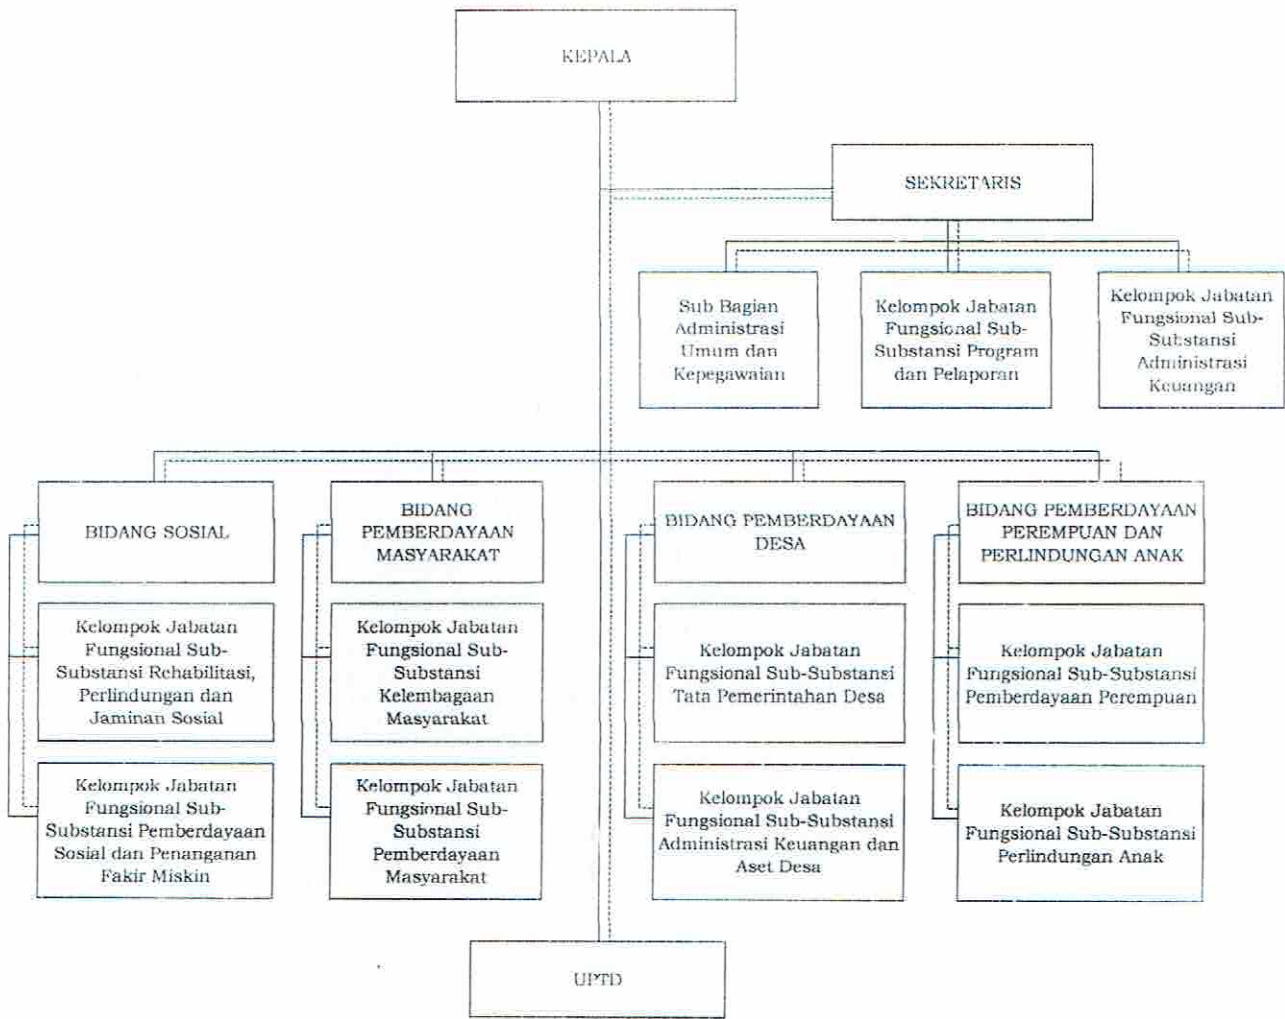 KEPALA
SEKRETARIS
Sub Bagian
Administrasi
Umum dan
Kepegawaian
Kelompok Jabatan
Fungsional Sub-
Substansi Program
dan Pelaporan
Kelompok Jabatan
Fungsional Sub-
Substansi
Administrasi
Keuangan
BIDANG SOSIAL
Kelompok Jabatan
Fungsional Sub-
Substansi Rehabilitasi,
Perlindungan dan
Jaminan Sosial
Kelompok Jabatan
Fungsional Sub-
Substansi Pemberdayaan
Sosial dan Penanganan
Fakir Miskin
BIDANG
PEMBERDAYAAN
MASYARAKAT
Kelompok Jabatan
Fungsional Sub-
Substansi
Kelembagaan
Masyarakat
Kelompok Jabatan
Fungsional Sub-
Substansi
Pemberdayaan
Masyarakat
BIDANG PEMBERDAYAAN
DESA
Kelompok Jabatan
Fungsional Sub-Substansi
Tata Pemerintahan Desa
Kelompok Jabatan
Fungsional Sub-Substansi
Administrasi Keuangan dan
Aset Desa
BIDANG PEMBERDAYAAN
PEREMPUAN DAN
PERLINDUNGAN ANAK
Kelompok Jabatan
Fungsional Sub-Substansi
Pemberdayaan Perempuan
Kelompok Jabatan
Fungsional Sub-Substansi
Perlindungan Anak
UPTD